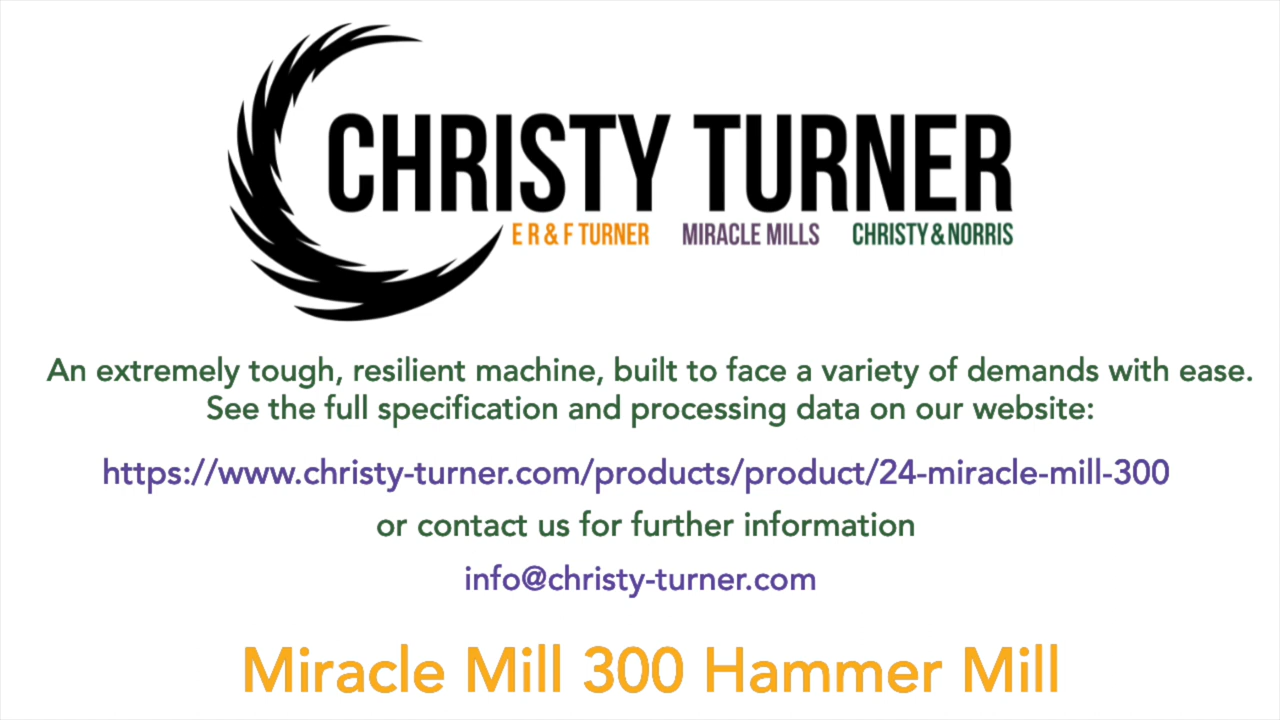 CHRISTY TURNER
E R & F TURNER MIRACLE MILLS CHRISTY & NORRIS
An extremely tough, resilient machine, built to face a variety of demands with ease.
See the full specification and processing data on our website:
https://www.christy-turner.com/products/product/24-miracle-mill-300
or contact us for further information
info@christy-turner.com
Miracle Mill 300 Hammer Mill